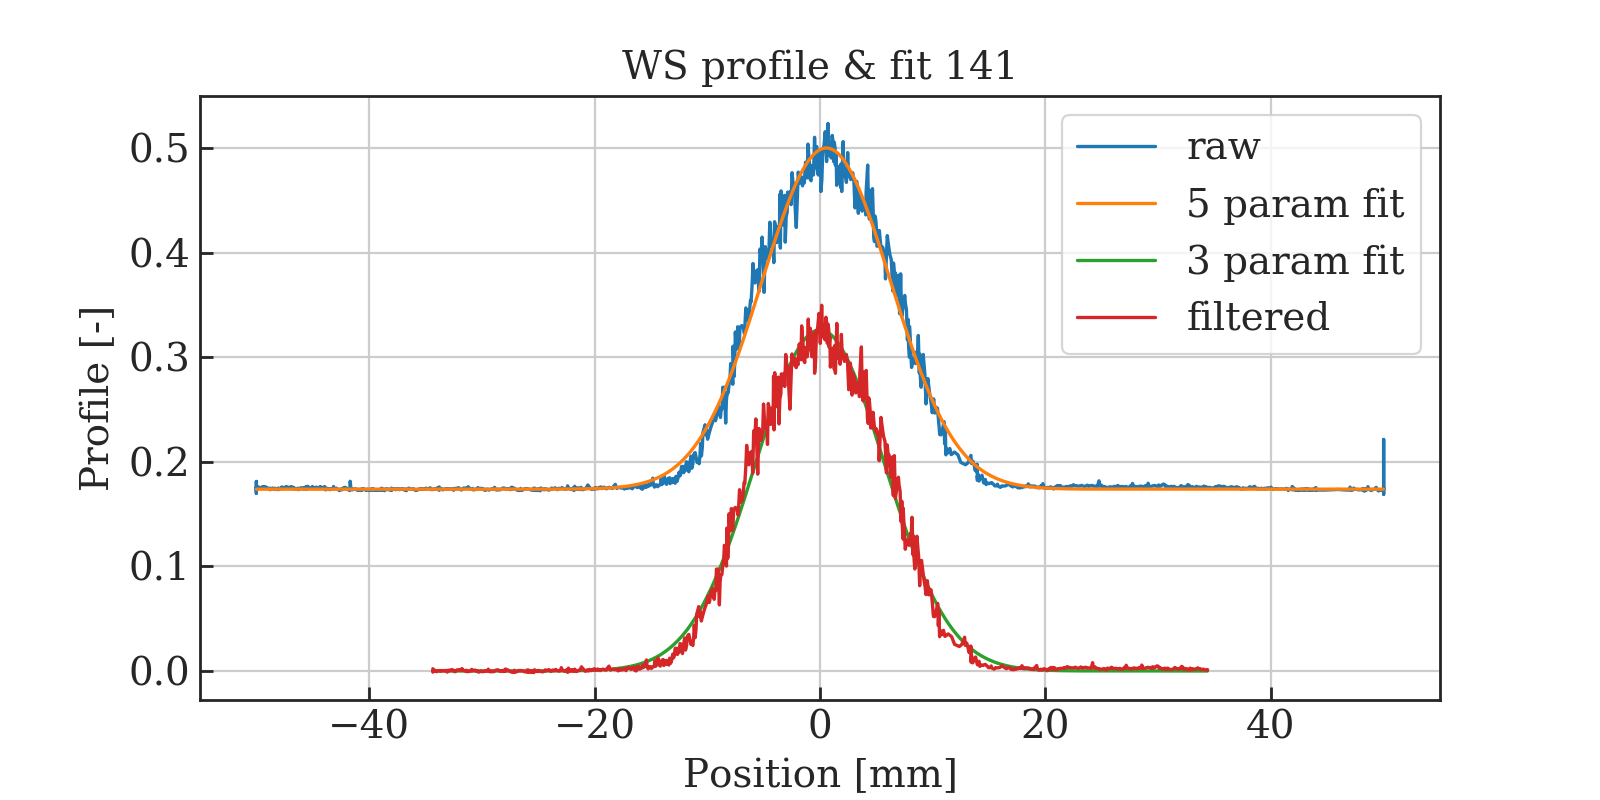 WS profile & fit 141
Profile [-]
0.5
0.4
0.3
0.2
0.1
0.0
raw
5 param fit
3 param fit
filtered
−40
−20
0
20
40
Position [mm]